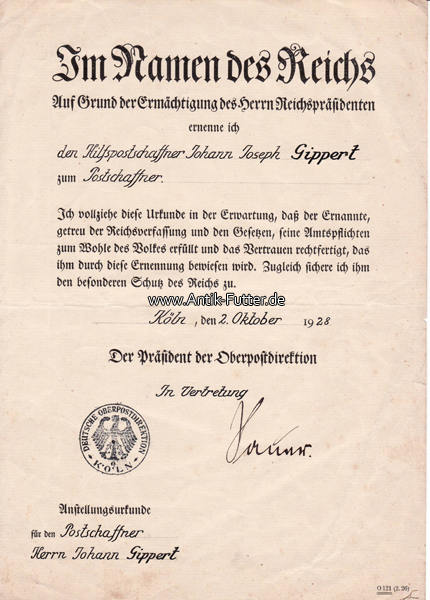 Im Namen des Reichs
Auf Grund der Ermächtigung des Herrn Reichspräsidenten
ernenne ich
den Hilfspostschaffner Johann Joseph Gippert
zum Postschaffner.
Ich vollziehe diese Urkunde in der Erwartung, daß der Ernannte,
getreu der Reichsverfassung und den Gesetzen, seine Amtspflichten
zum Wohle des Volkes erfüllt und das Vertrauen rechtfertigt, das
ihm durch diese Ernennung bewiesen wird. Zugleich sichere ich ihm
den besonderen Schutz des Reichs zu.
www.Antik-Futter.de
Köln, den 2. Oktober 1928
Der Präsident der Oberpostdirektion
In Vertretung
DEUTSCHE OBERPOSTDIREKTION
KÖLN
Anstellungsurkunde
für den Postschaffner
Herrn Johann Gippert
O 121 (2. 26)